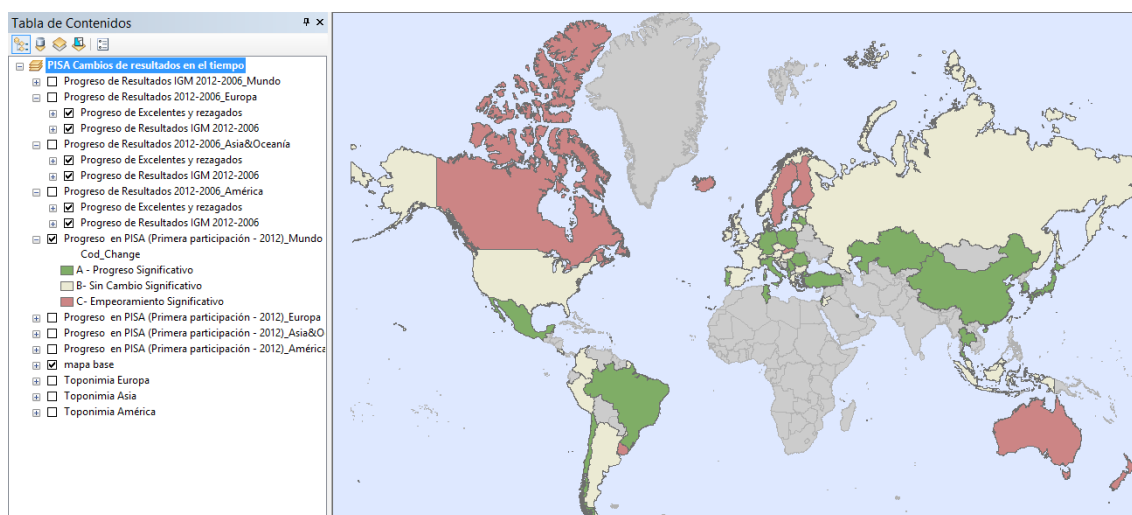 Tabla de Contenidos
PISA Cambios de resultados en el tiempo
Progreso de Resultados IGM 2012-2006_Mundo
Progreso de Resultados 2012-2006_Europa
Progreso de Excelentes y rezagados
Progreso de Resultados IGM 2012-2006
Progreso de Resultados 2012-2006_Asia&Oceanía
Progreso de Excelentes y rezagados
Progreso de Resultados IGM 2012-2006
Progreso de Resultados 2012-2006_América
Progreso de Excelentes y rezagados
Progreso de Resultados IGM 2012-2006
Progreso en PISA (Primera participación - 2012)_Mundo
Cod_Change
A - Progreso Significativo
B- Sin Cambio Significativo
C- Empeoramiento Significativo
Progreso en PISA (Primera participación - 2012)_Europa
Progreso en PISA (Primera participación - 2012)_Asia&O
Progreso en PISA (Primera participación - 2012)_América
mapa base
Toponimia Europa
Toponimia Asia
Toponimia América